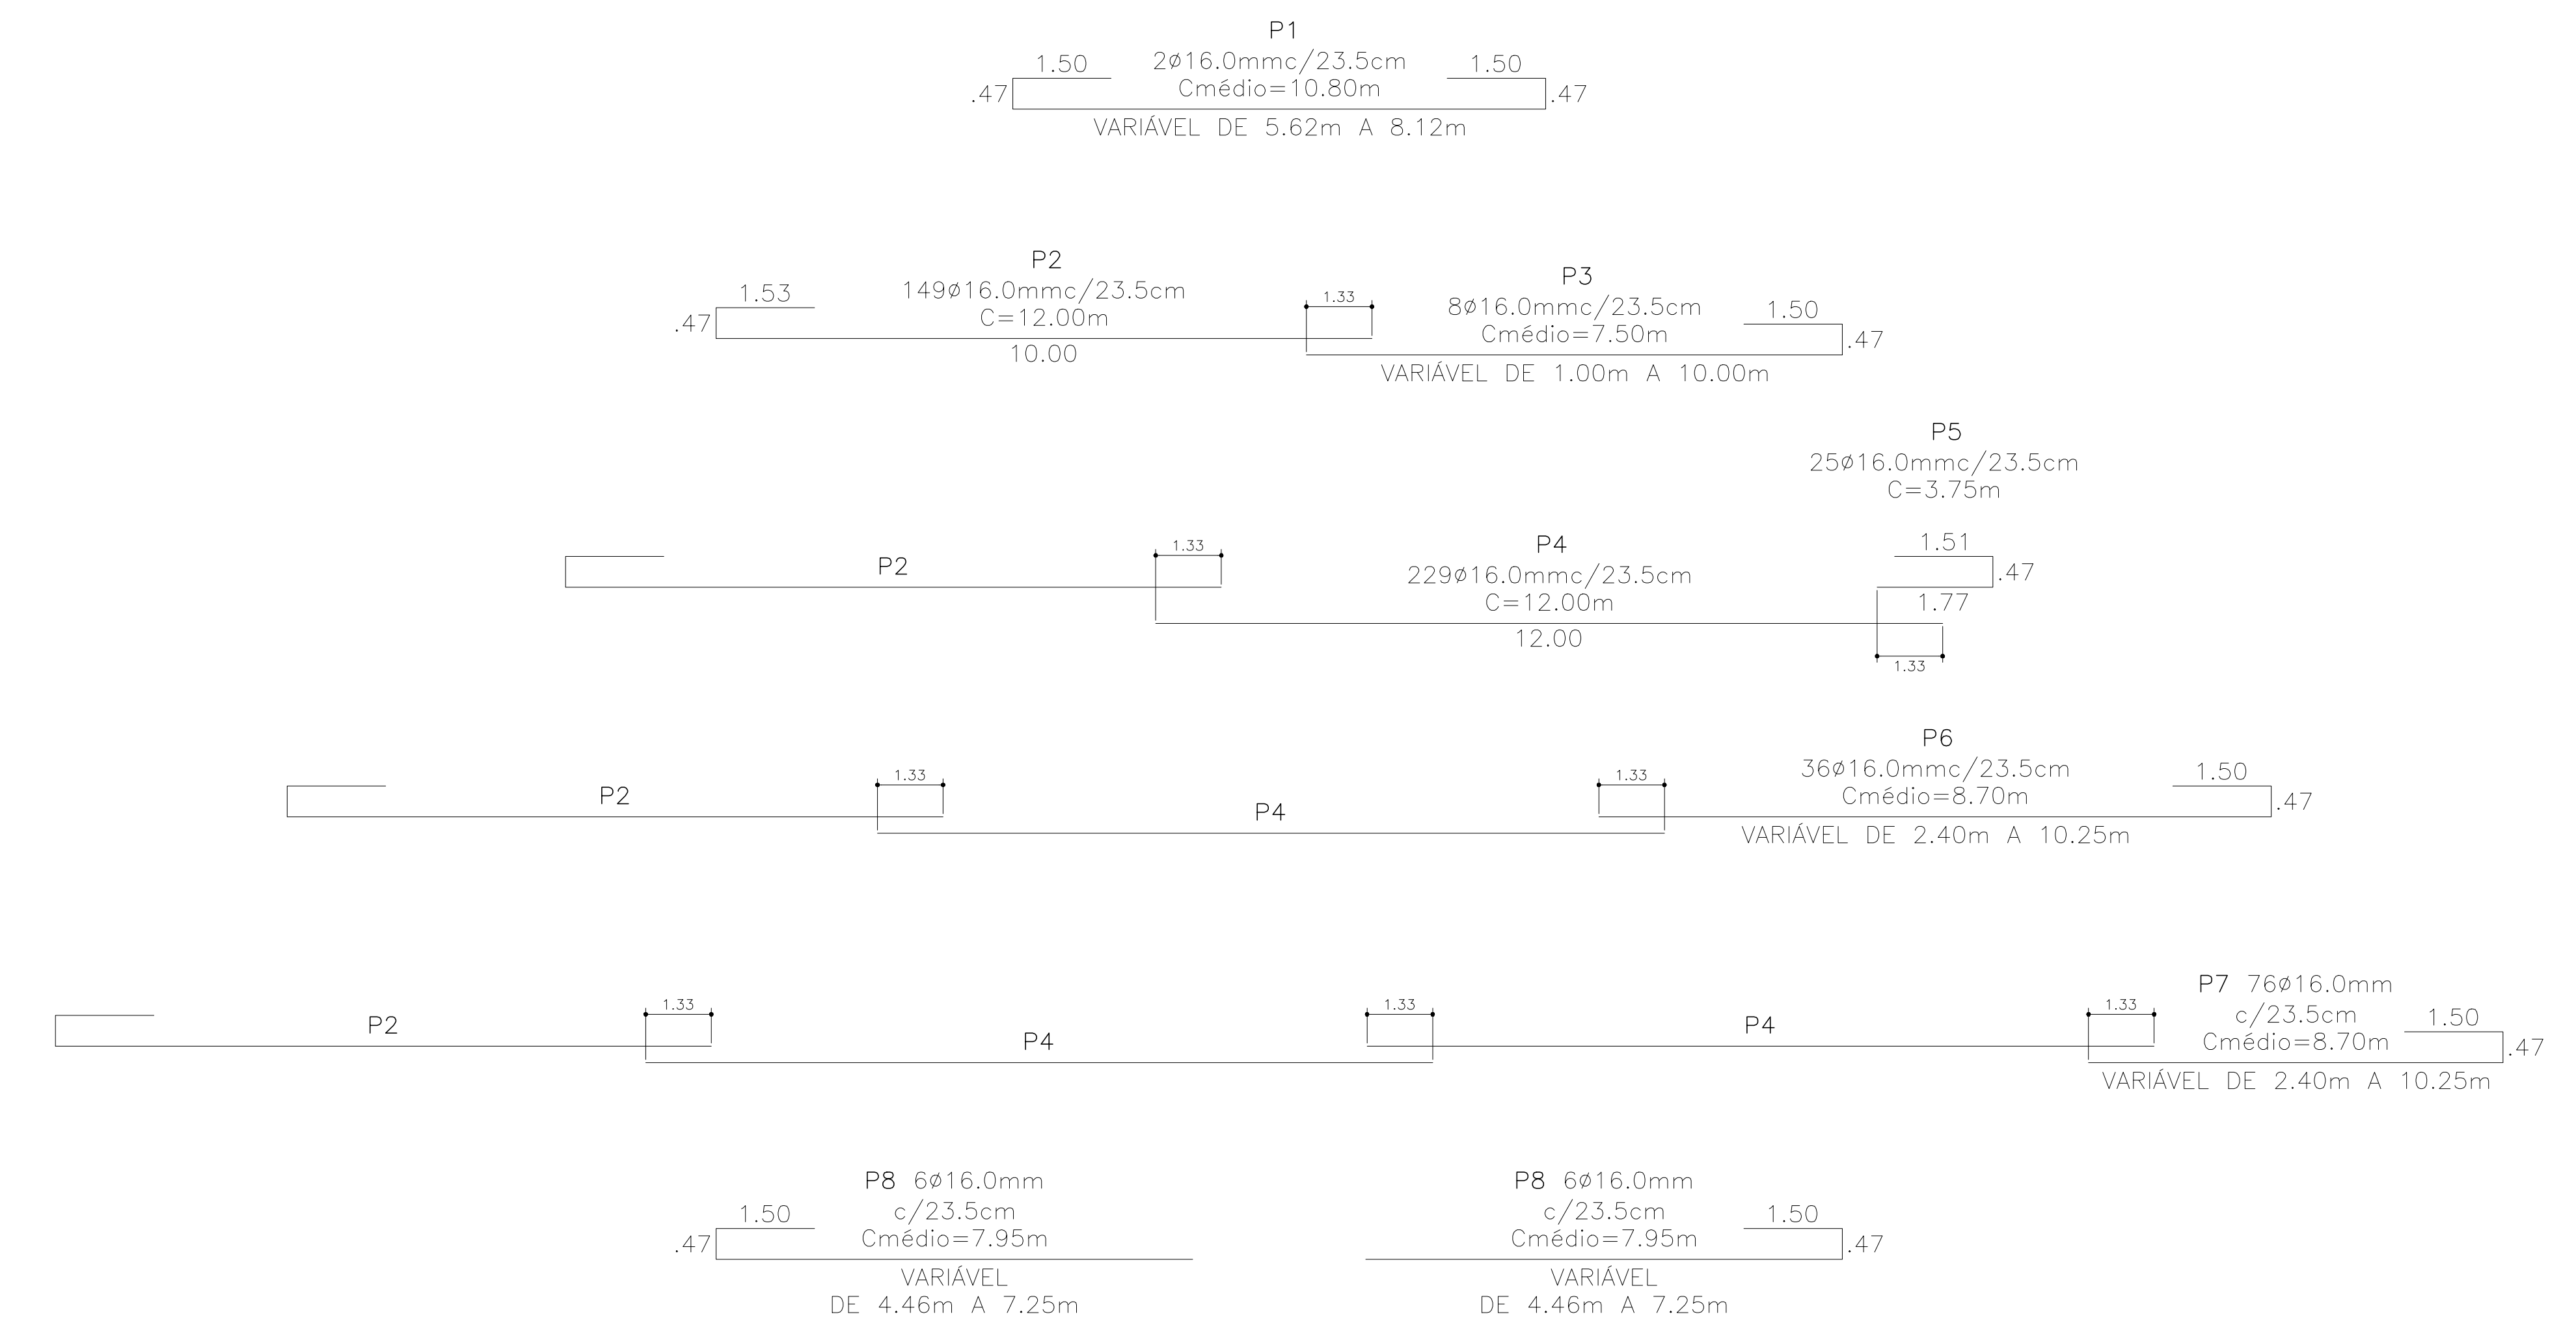 P1
2ø16.0mmc/23.5cm
Cmédio=10.80m
1.50
1.50
.47
.47
VARIÁVEL DE 5.62m A 8.12m
P2
149ø16.0mmc/23.5cm
C=12.00m
1.53
.47
10.00
1.33
P3
8ø16.0mmc/23.5cm
Cmédio=7.50m
1.50
.47
VARIÁVEL DE 1.00m A 10.00m
P5
25ø16.0mmc/23.5cm
C=3.75m
P2
1.33
P4
229ø16.0mmc/23.5cm
C=12.00m
12.00
1.51
.47
1.77
1.33
P2
1.33
P4
1.33
P6
36ø16.0mmc/23.5cm
Cmédio=8.70m
1.50
.47
VARIÁVEL DE 2.40m A 10.25m
P2
1.33
P4
1.33
P4
1.33
P7 76ø16.0mm
c/23.5cm
Cmédio=8.70m
1.50
.47
VARIÁVEL DE 2.40m A 10.25m
P8 6ø16.0mm
c/23.5cm
Cmédio=7.95m
1.50
.47
VARIÁVEL
DE 4.46m A 7.25m
P8 6ø16.0mm
c/23.5cm
Cmédio=7.95m
1.50
.47
VARIÁVEL
DE 4.46m A 7.25m